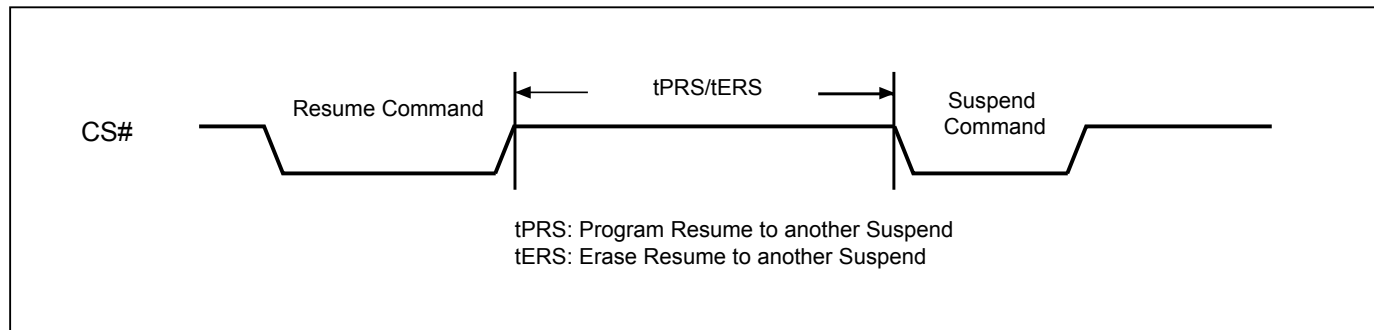 tPRS/tERS
Resume Command
Suspend
Command
CS#
tPRS: Program Resume to another Suspend
tERS: Erase Resume to another Suspend